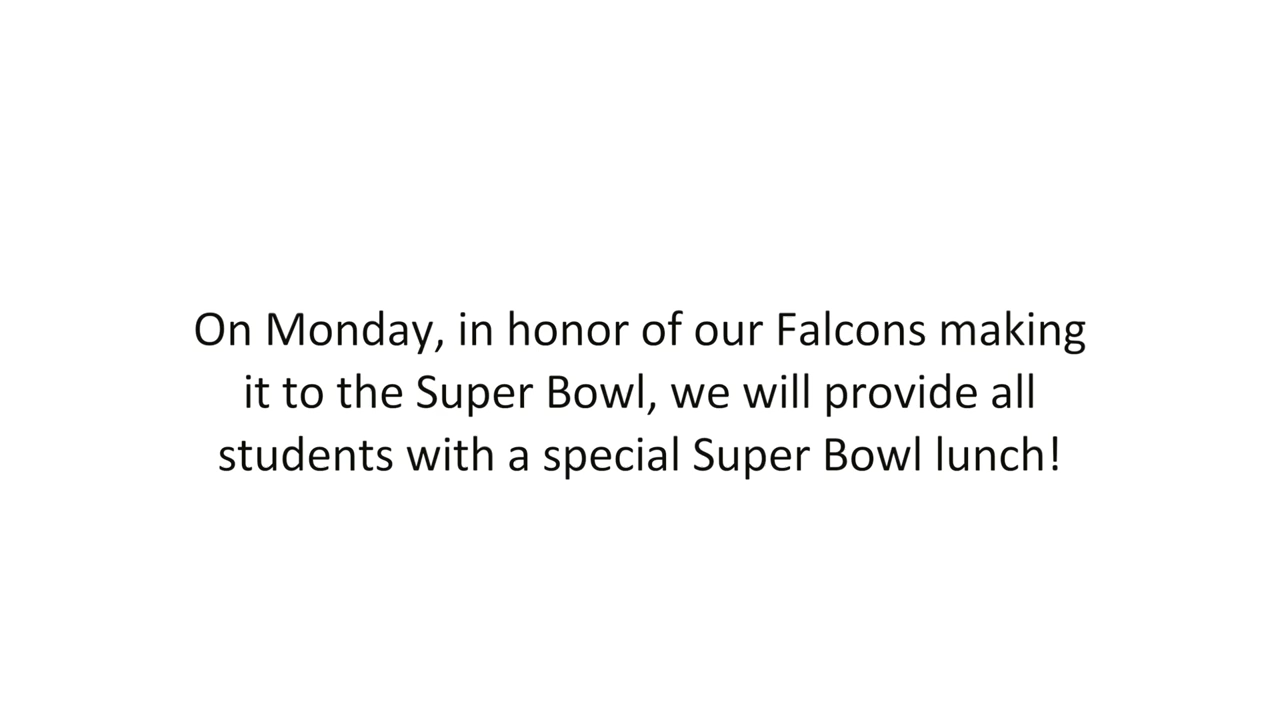 On Monday, in honor of our Falcons making
it to the Super Bowl, we will provide all
students with a special Super Bowl lunch!